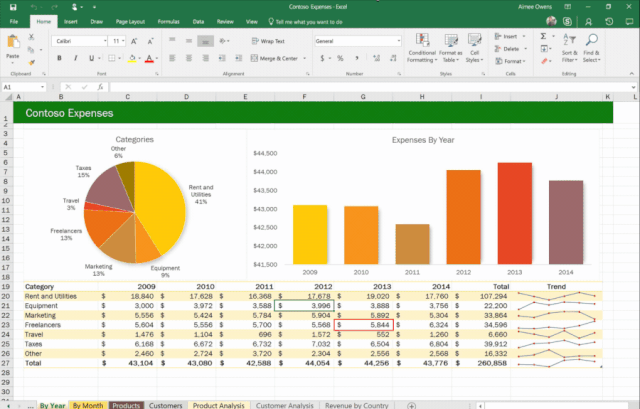 Contoso Expenses - Excel
Aimee Owens
File Home Insert Draw Page Layout Formulas Data Review View Tell me what you want to do
Paste
Calibri 11
Wrap Text
General
Conditional Formatting
Format as Table
Cell Styles
Insert
Delete
Format
Sort & Filter
Find & Select
B I U
Merge & Center
$ %
Clipboard Font Alignment Number Styles Cells Editing
A1 fx
A B C D E F G H I J K L
Contoso Expenses
Categories
Other 6%
Taxes 15%
Travel 3%
Freelancers 13%
Marketing 13%
Equipment 9%
Rent and Utilities 41%
Expenses By Year
$44,500
$44,000
$43,500
$43,000
$42,500
$42,000
$41,500
2009 2010 2011 2012 2013 2014
Category 2009 2010 2011 2012 2013 2014 Total Trend
Rent and Utilities $ 18,840 $ 17,628 $ 16,368 $ 17,678 $ 19,020 $ 17,760 $ 107,294
Equipment $ 3,000 $ 3,972 $ 3,588 $ 3,996 $ 3,888 $ 3,756 $ 22,200
Marketing $ 5,556 $ 5,424 $ 5,784 $ 5,904 $ 5,892 $ 5,304 $ 33,864
Freelancers $ 5,604 $ 5,556 $ 5,700 $ 5,568 $ 5,844 $ 6,324 $ 34,596
Travel $ 1,476 $ 1,104 $ 696 $ 1,572 $ 552 $ 1,260 $ 6,660
Taxes $ 6,168 $ 6,672 $ 6,732 $ 7,032 $ 6,504 $ 6,804 $ 39,912
Other $ 2,460 $ 2,724 $ 3,720 $ 2,304 $ 2,556 $ 2,568 $ 16,332
Total $ 43,104 $ 43,080 $ 42,588 $ 44,054 $ 44,256 $ 43,776 $ 260,858
... By Year By Month Products Customers Product Analysis Customer Analysis Revenue by Country